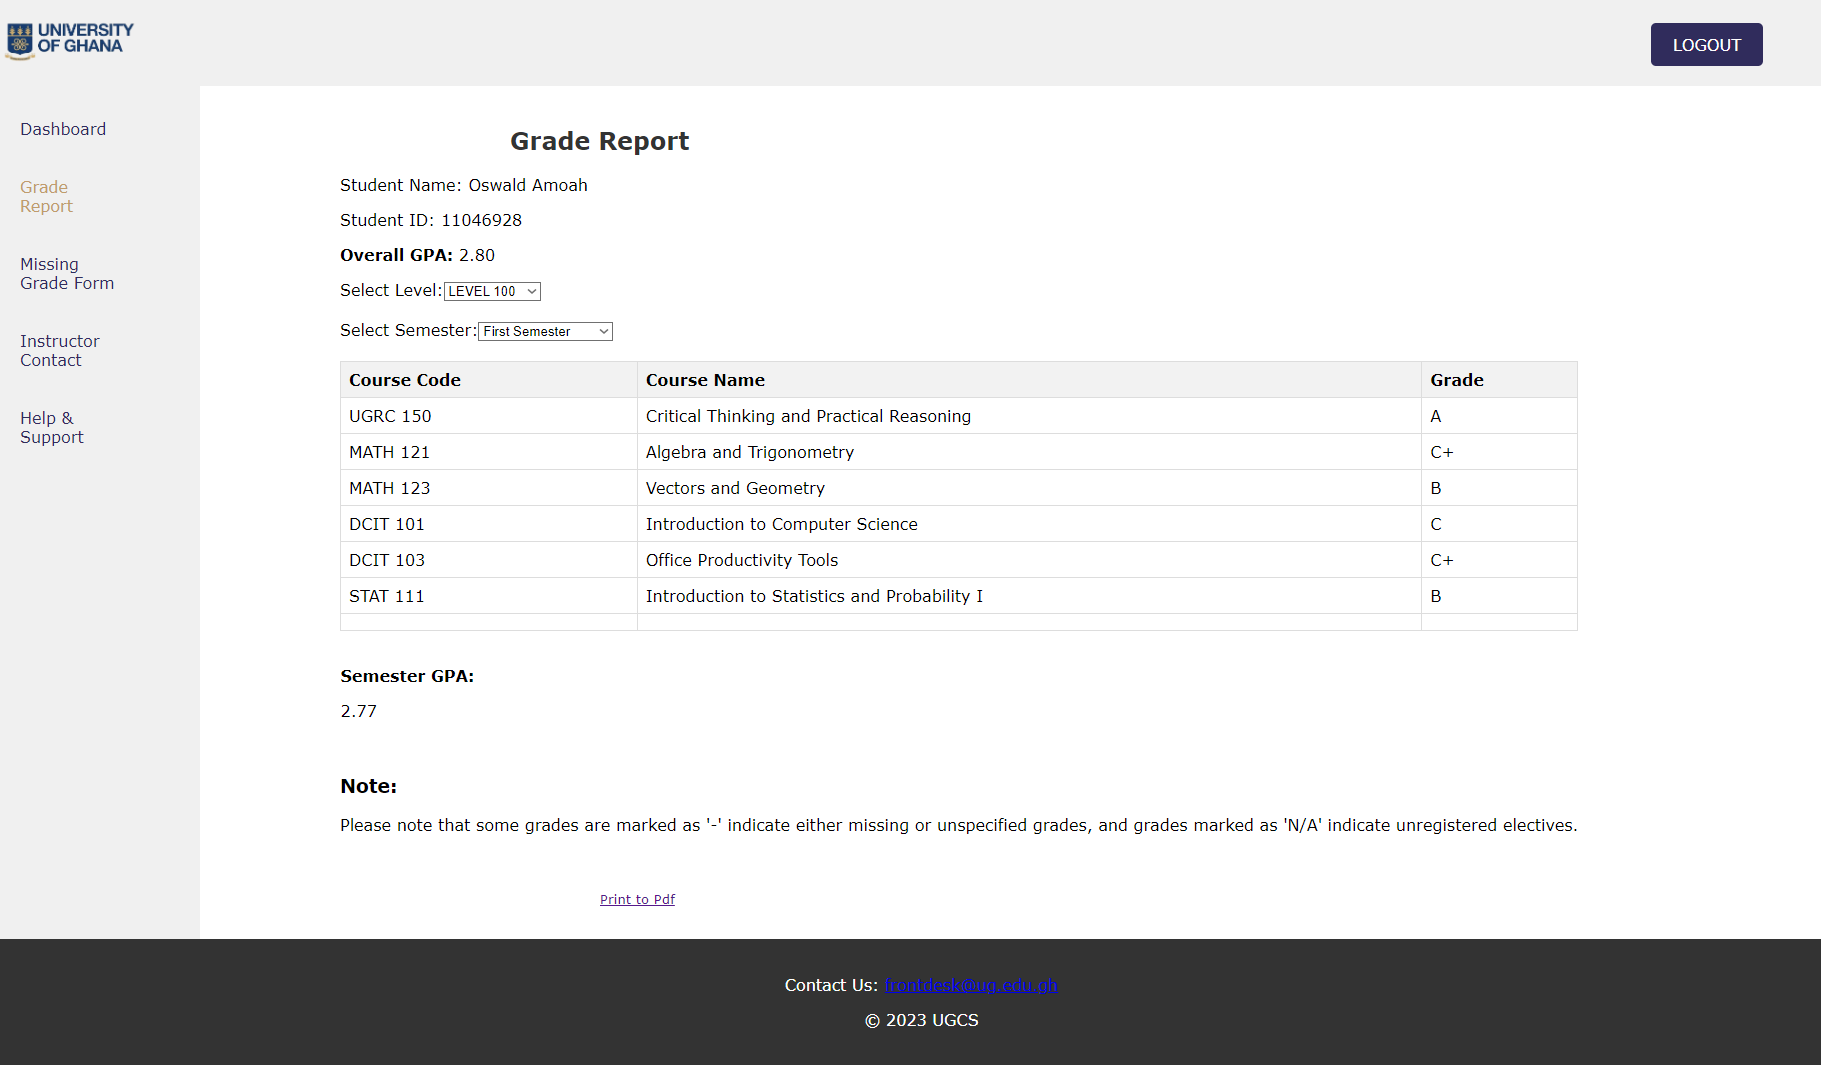 UNIVERSITY
OF GHANA
LOGOUT
Dashboard
Grade
Report
Missing
Grade Form
Instructor
Contact
Help &
Support
Grade Report
Student Name: Oswald Amoah
Student ID: 11046928
Overall GPA: 2.80
Select Level: LEVEL 100
Select Semester: First Semester
Course Code Course Name Grade
UGRC 150 Critical Thinking and Practical Reasoning A
MATH 121 Algebra and Trigonometry C+
MATH 123 Vectors and Geometry B
DCIT 101 Introduction to Computer Science C
DCIT 103 Office Productivity Tools C+
STAT 111 Introduction to Statistics and Probability I B
Semester GPA:
2.77
Note:
Please note that some grades are marked as '-' indicate either missing or unspecified grades, and grades marked as 'N/A' indicate unregistered electives.
Print to Pdf
Contact Us: frontdesk@ug.edu.gh
© 2023 UGCS